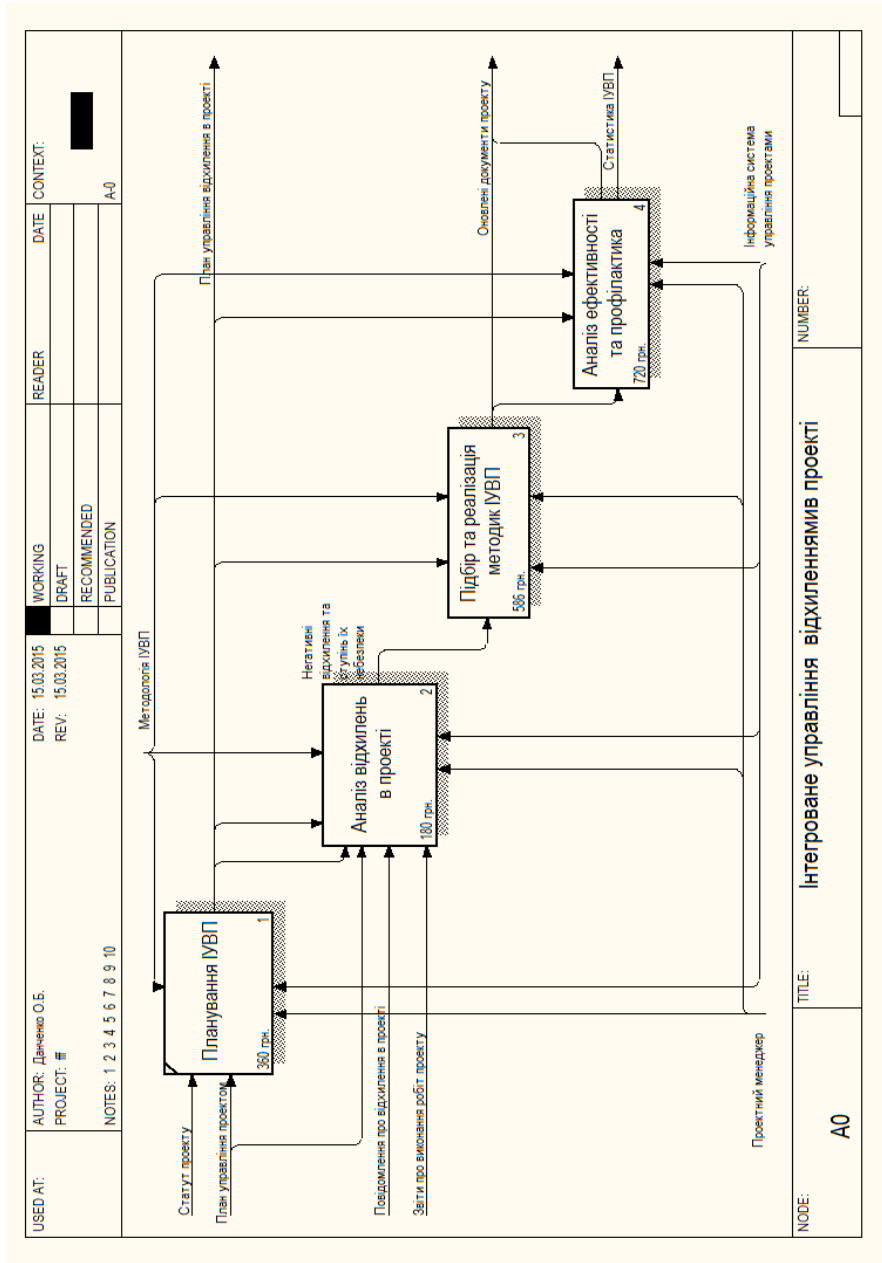 USED AT:
AUTHOR: Данченко О.Б.
DATE: 15.03.2015
PROJECT: fff
REV: 15.03.2015
NOTES: 1 2 3 4 5 6 7 8 9 10
WORKING
DRAFT
RECOMMENDED
PUBLICATION
READER
DATE
CONTEXT:
A-0
Методологія ІУВП
План управління відхилення в проекті
Статут проекту
План управління проектом
Планування ІУВП
360 грн.
1
Повідомлення про відхилення в проекті
Звіти про виконання робіт проекту
Аналіз відхилень
в проекті
180 грн.
2
Негативні
відхилення та
ступінь їх
небезпеки
Підбір та реалізація
методик ІУВП
586 грн.
3
Оновлені документи проекту
Аналіз ефективності
та профілактика
720 грн.
4
Статистика ІУВП
Проектний менеджер
Інформаційна система
управління проектами
NODE:
A0
TITLE:
Інтегроване управління відхиленнямив проекті
NUMBER: